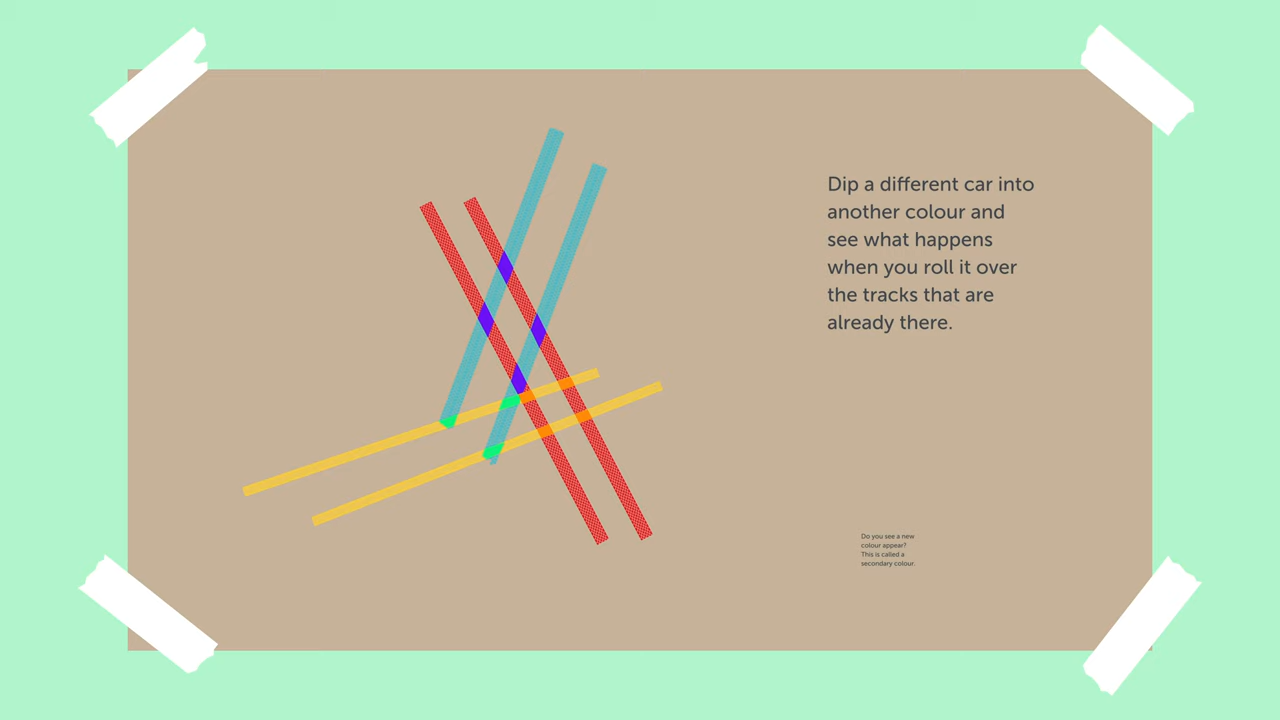 Dip a different car into
another colour and
see what happens
when you roll it over
the tracks that are
already there.
Do you see a new
colour appear?
This is called a
secondary colour.